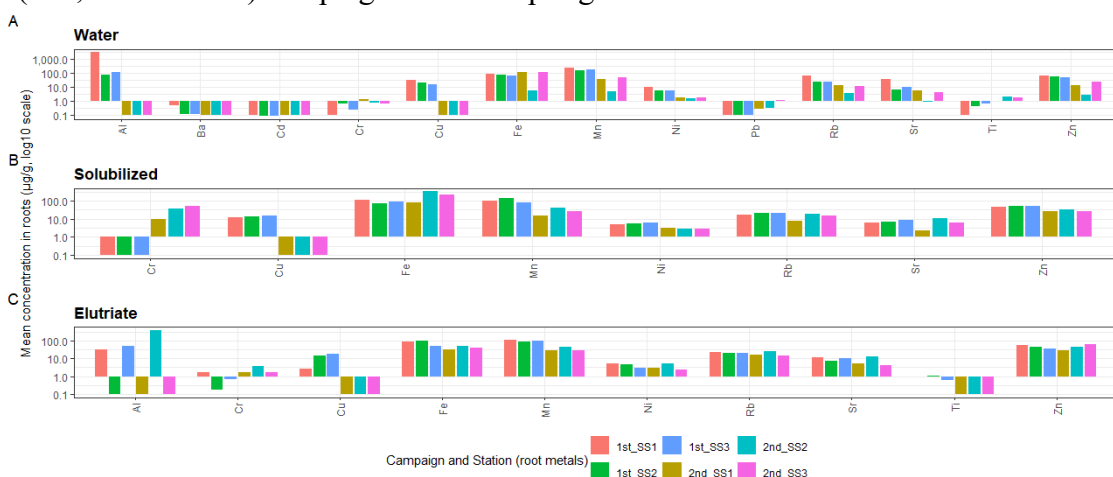 A
Water
1,000.0
100.0
10.0
1.0
0.1
Al Ba Cd Cr Cu Fe Mn Ni Pb Rb Sr Ti Zn
B
Solubilized
100.0
10.0
1.0
0.1
Cr Cu Fe Mn Ni Rb Sr Zn
Mean concentration in roots (µg/g, log10 scale)
C
Elutriate
100.0
10.0
1.0
0.1
Al Cr Cu Fe Mn Ni Rb Sr Ti Zn
Campaign and Station (root metals)
1st_SS1 1st_SS3 2nd_SS2
1st_SS2 2nd_SS1 2nd_SS3